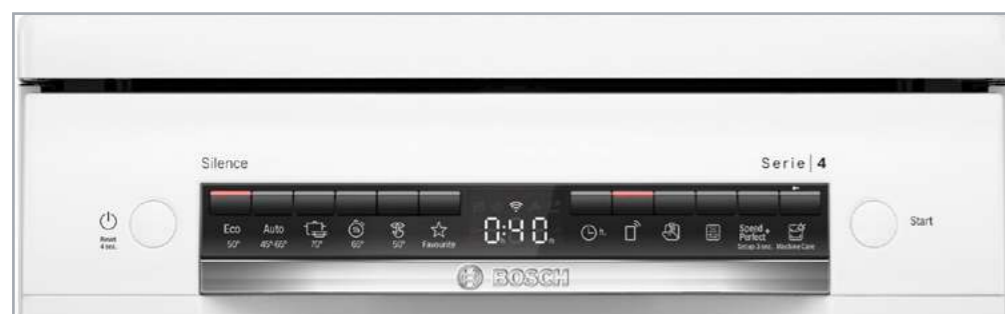 Silence
Serie | 4
Reset
4 sec.
Eco
50°
Auto
45°-65°
70°
60°
50°
Favourite
0:40
h
h.
Speed +
Perfect
Setup 3 sec.
Machine Care
Start
BOSCH